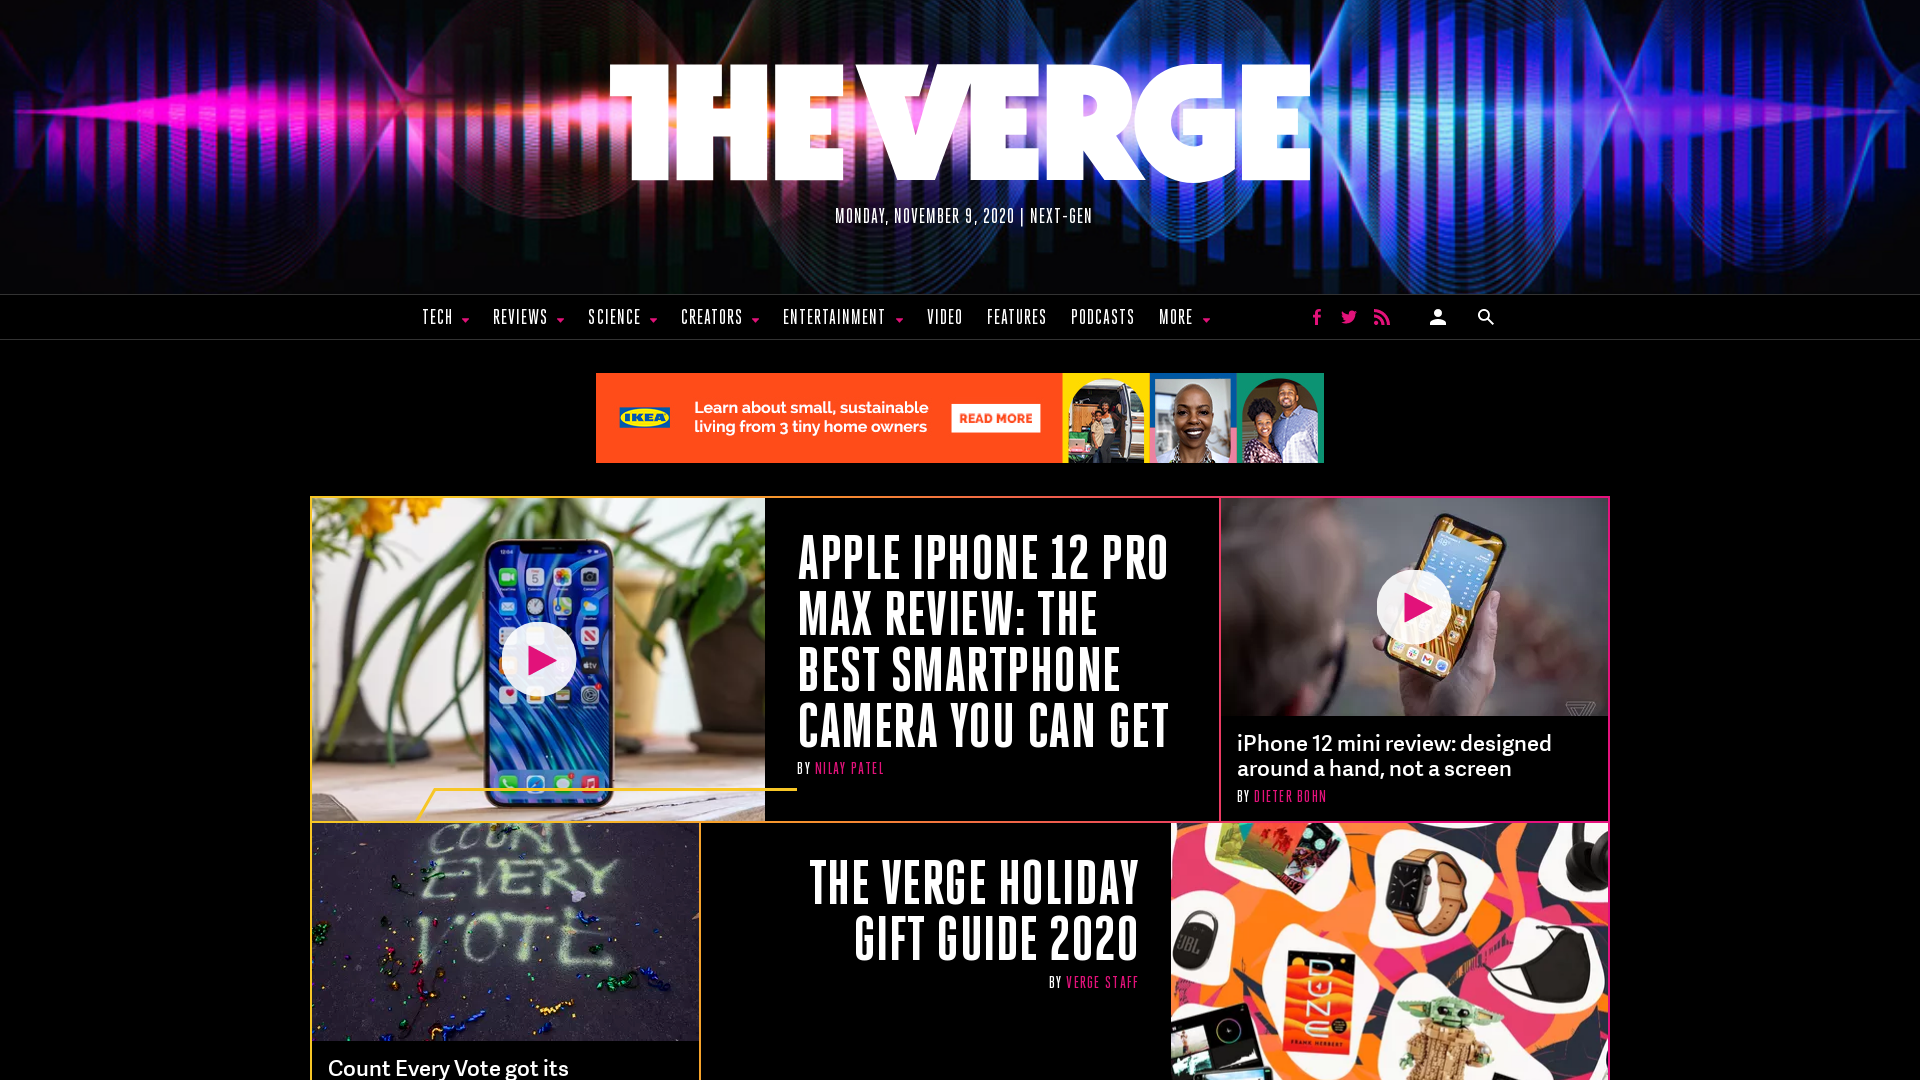 THE VERGE
MONDAY, NOVEMBER 9, 2020 | NEXT-GEN
TECH REVIEWS SCIENCE CREATORS ENTERTAINMENT VIDEO FEATURES PODCASTS MORE
IKEA
Learn about small, sustainable
living from 3 tiny home owners
READ MORE
APPLE IPHONE 12 PRO
MAX REVIEW: THE
BEST SMARTPHONE
CAMERA YOU CAN GET
BY NILAY PATEL
iPhone 12 mini review: designed
around a hand, not a screen
BY DIETER BOHN
COUNT
EVERY
VOTE
Count Every Vote got its
THE VERGE HOLIDAY
GIFT GUIDE 2020
BY VERGE STAFF
JBL
DUNE
FRANK HERBERT